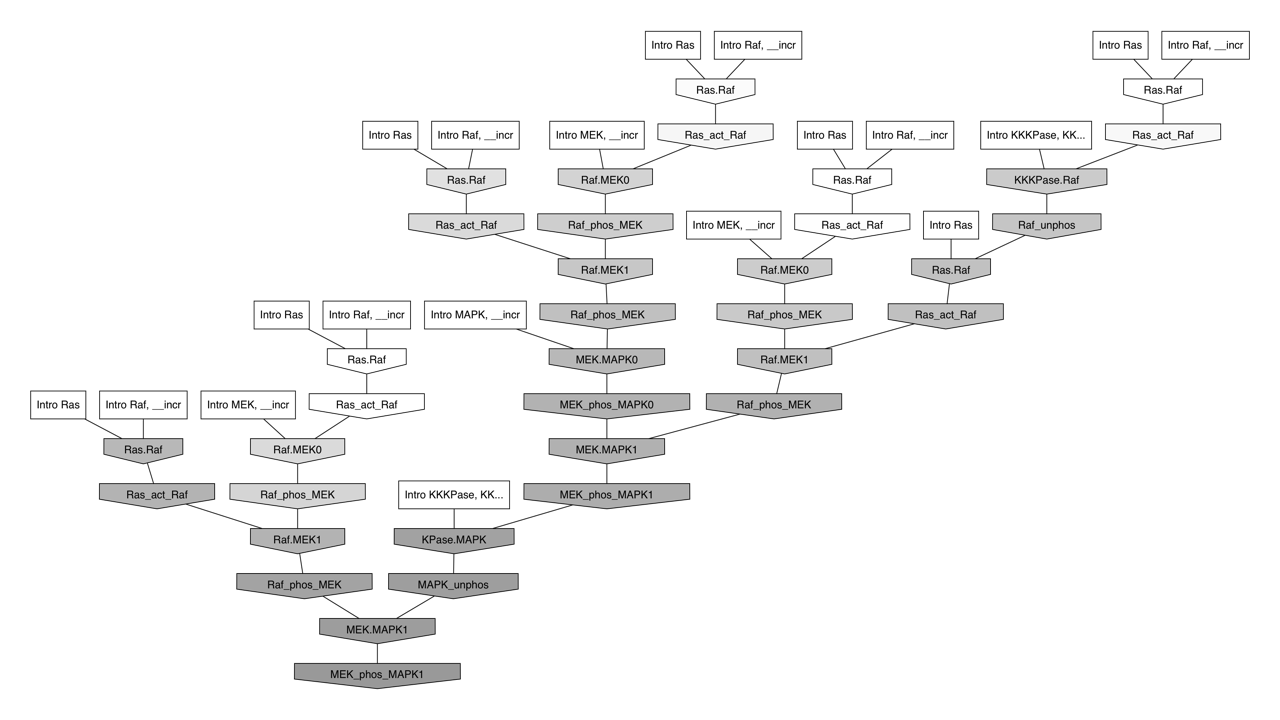 Intro Ras
Intro Raf, __incr
Intro Ras
Intro Raf, __incr
Ras.Raf
Ras.Raf
Intro Ras
Intro Raf, __incr
Intro MEK, __incr
Ras_act_Raf
Intro Ras
Intro Raf, __incr
Intro KKKPase, KK...
Ras_act_Raf
Ras.Raf
Raf.MEK0
Ras.Raf
KKKPase.Raf
Ras_act_Raf
Raf_phos_MEK
Intro MEK, __incr
Ras_act_Raf
Intro Ras
Raf_unphos
Raf.MEK1
Raf.MEK0
Ras.Raf
Intro Ras
Intro Raf, __incr
Intro MAPK, __incr
Raf_phos_MEK
Raf_phos_MEK
Ras_act_Raf
Ras.Raf
MEK.MAPK0
Raf.MEK1
Intro Ras
Intro Raf, __incr
Intro MEK, __incr
Ras_act_Raf
MEK_phos_MAPK0
Raf_phos_MEK
Ras.Raf
Raf.MEK0
MEK.MAPK1
Ras_act_Raf
Raf_phos_MEK
Intro KKKPase, KK...
MEK_phos_MAPK1
Raf.MEK1
KPase.MAPK
Raf_phos_MEK
MAPK_unphos
MEK.MAPK1
MEK_phos_MAPK1